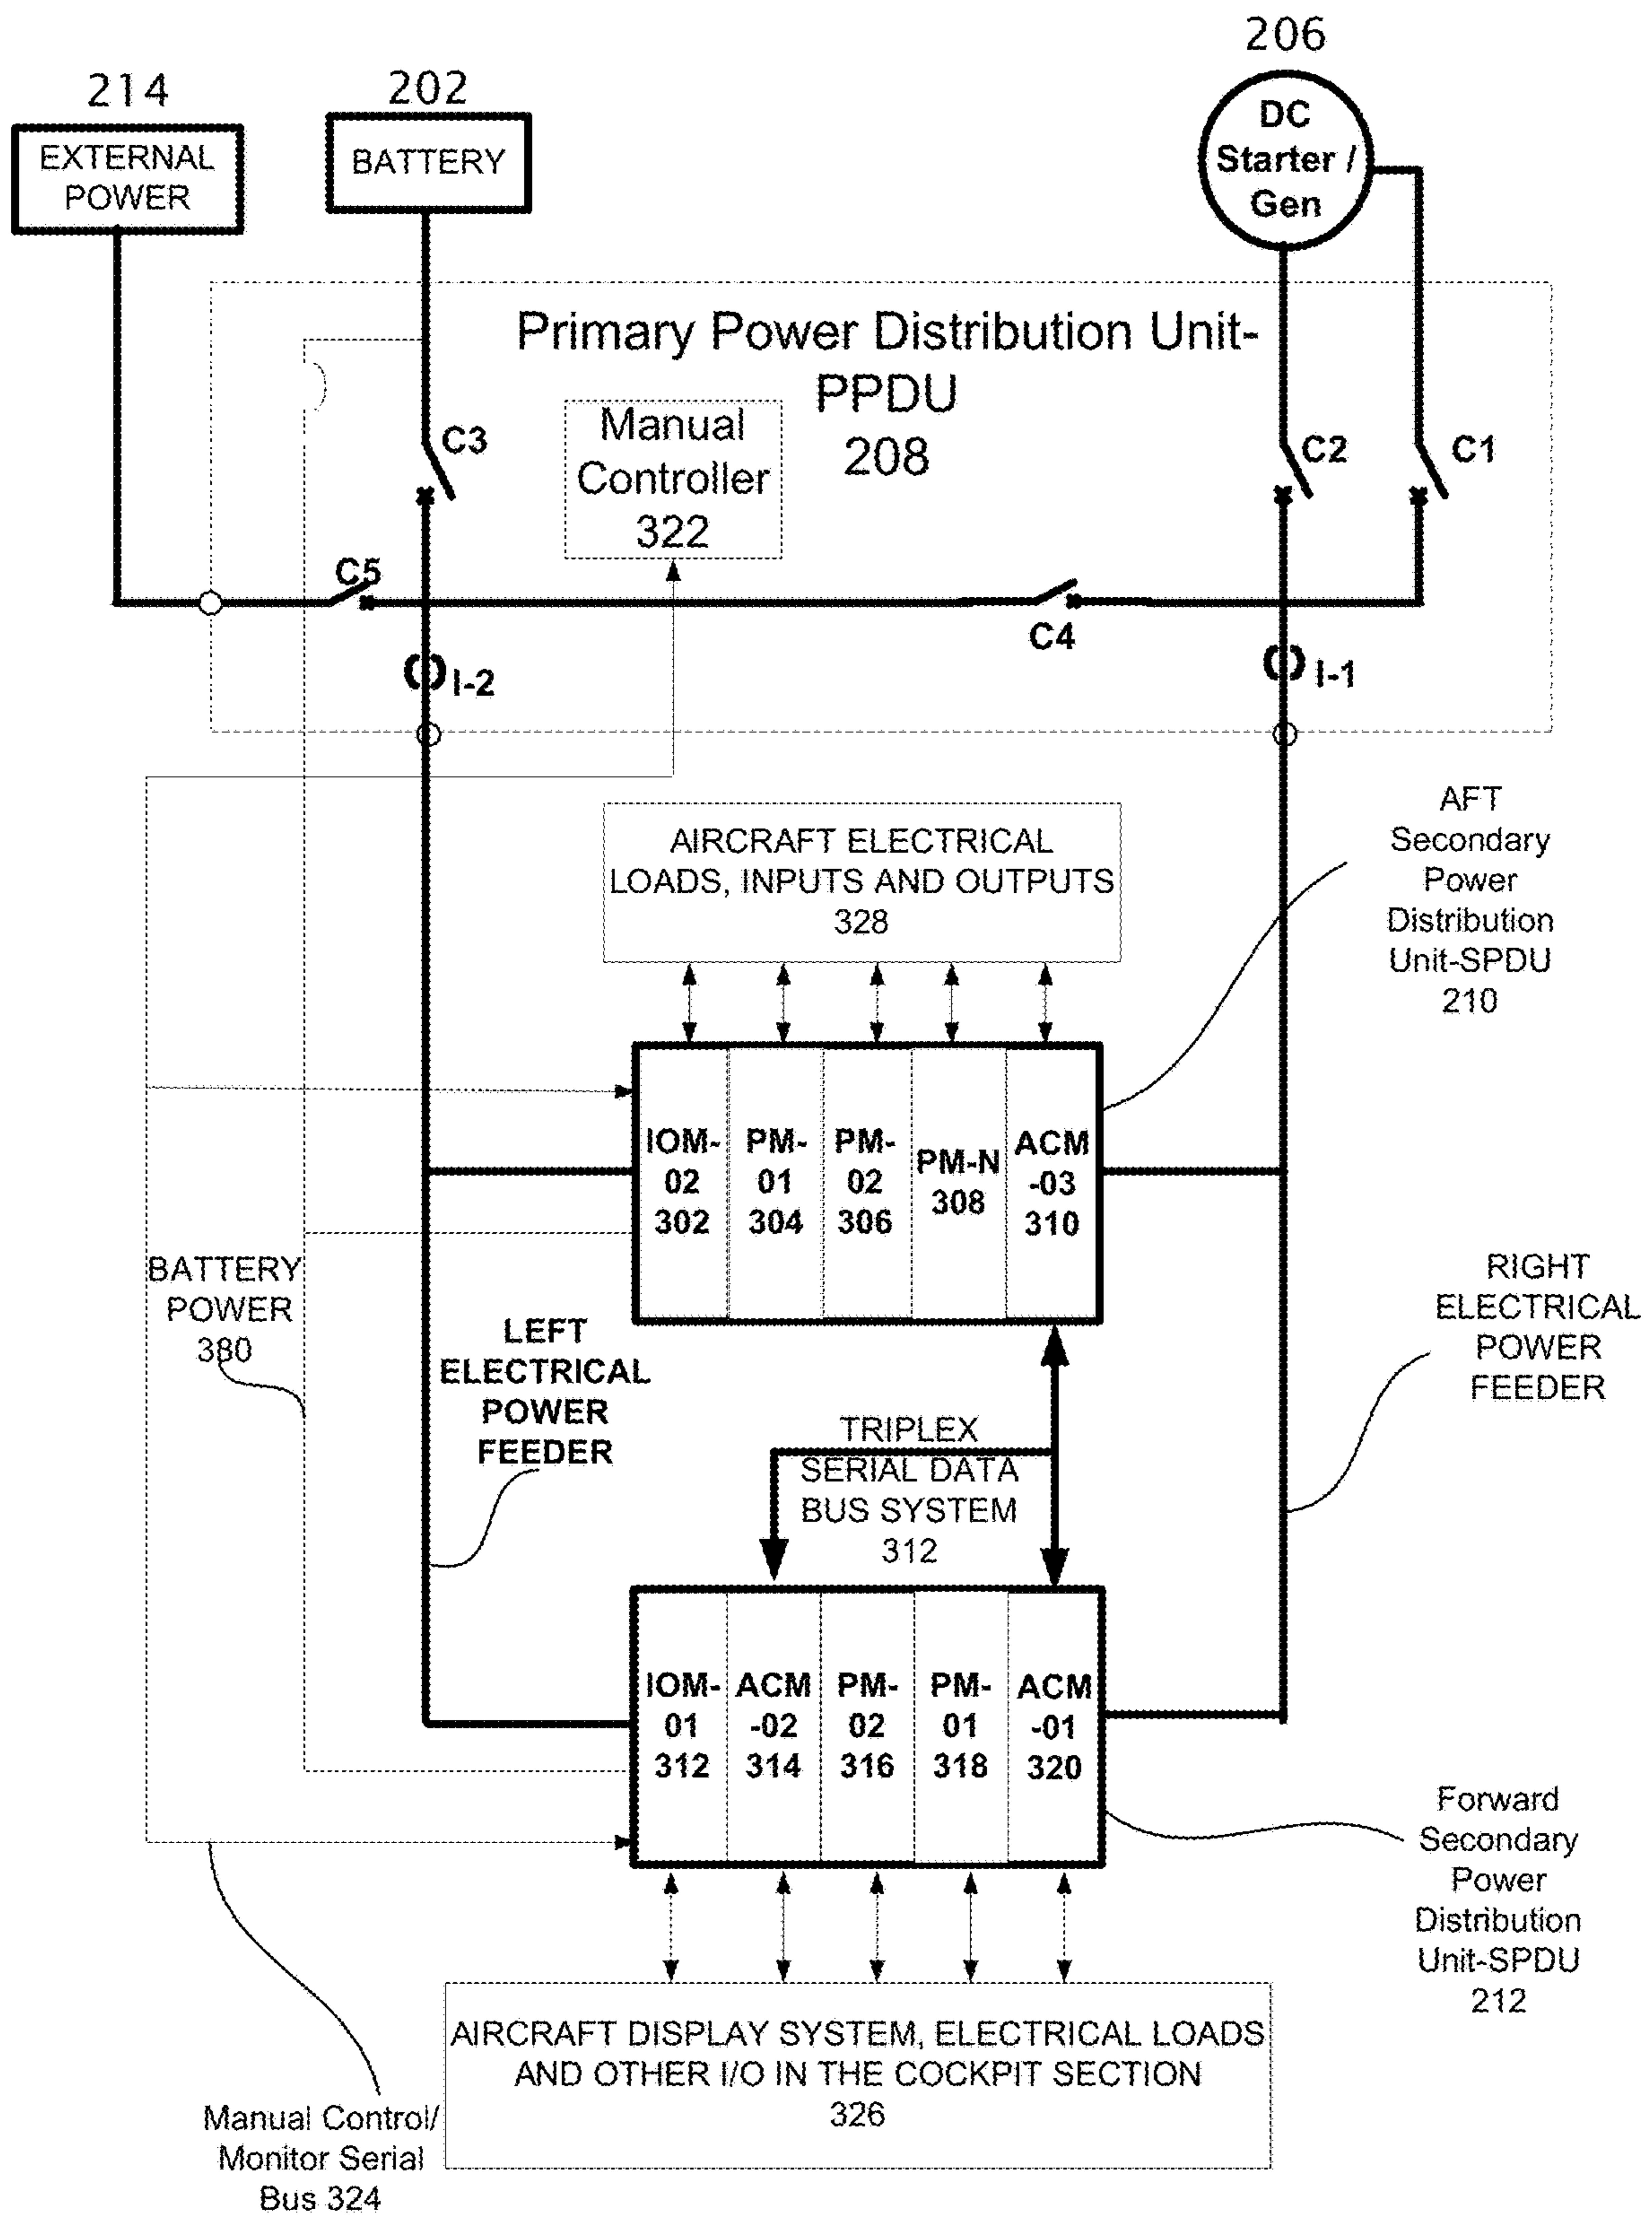 206
214
202
EXTERNAL
POWER
BATTERY
DC
Starter /
Gen
Primary Power Distribution Unit-
PPDU
208
Manual
Controller
322
C3
C2
C1
C5
C4
I-2
I-1
AIRCRAFT ELECTRICAL
LOADS, INPUTS AND OUTPUTS
328
AFT
Secondary
Power
Distribution
Unit-SPDU
210
IOM-
02
302
PM-
01
304
PM-
02
306
PM-N
308
ACM
-03
310
BATTERY
POWER
380
LEFT
ELECTRICAL
POWER
FEEDER
RIGHT
ELECTRICAL
POWER
FEEDER
TRIPLEX
SERIAL DATA
BUS SYSTEM
312
IOM-
01
312
ACM
-02
314
PM-
02
316
PM-
01
318
ACM
-01
320
Forward
Secondary
Power
Distribution
Unit-SPDU
212
AIRCRAFT DISPLAY SYSTEM, ELECTRICAL LOADS
AND OTHER I/O IN THE COCKPIT SECTION
326
Manual Control/
Monitor Serial
Bus 324